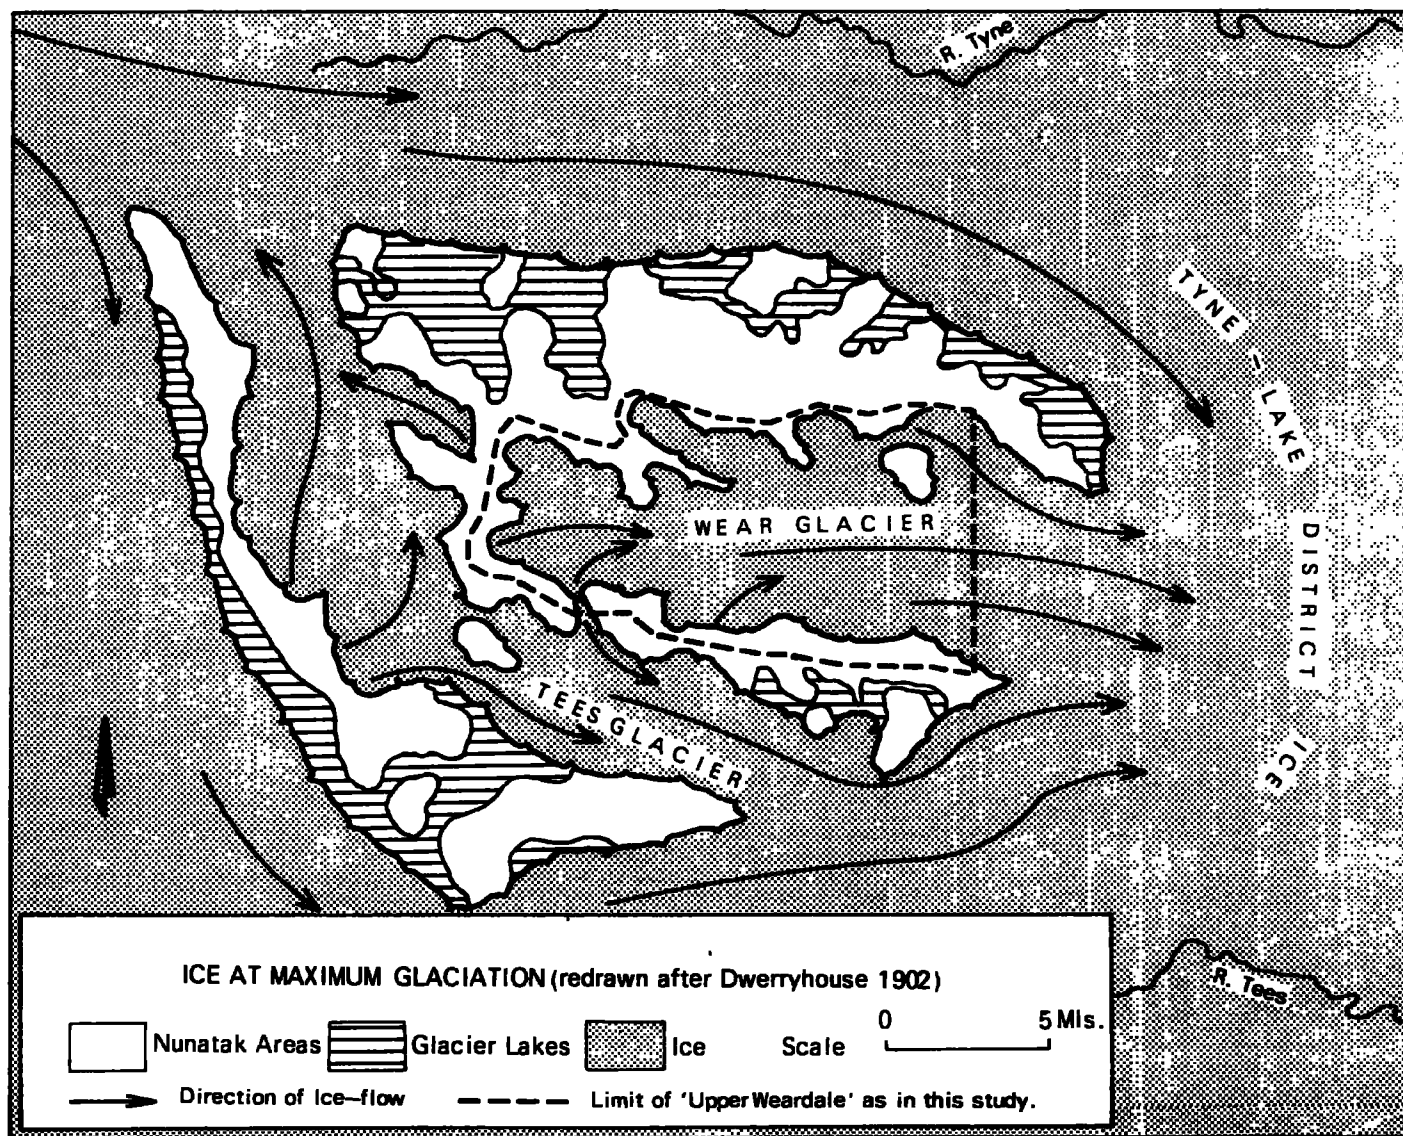 R. Tyne
TYNE – LAKE DISTRICT ICE
WEAR GLACIER
TEES GLACIER
R. Tees
ICE AT MAXIMUM GLACIATION (redrawn after Dwerryhouse 1902)
Nunatak Areas Glacier Lakes Ice Scale 0 5 Mls.
Direction of Ice–flow Limit of 'Upper Weardale' as in this study.